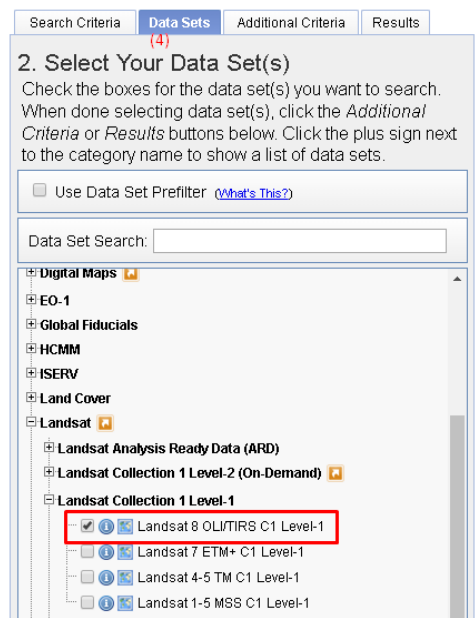 Search Criteria Data Sets Additional Criteria Results
(4)
2. Select Your Data Set(s)
Check the boxes for the data set(s) you want to search.
When done selecting data set(s), click the Additional
Criteria or Results buttons below. Click the plus sign next
to the category name to show a list of data sets.
Use Data Set Prefilter (What's This?)
Data Set Search:
Digital Maps
EO-1
Global Fiducials
HCMM
ISERV
Land Cover
Landsat
Landsat Analysis Ready Data (ARD)
Landsat Collection 1 Level-2 (On-Demand)
Landsat Collection 1 Level-1
Landsat 8 OLI/TIRS C1 Level-1
Landsat 7 ETM+ C1 Level-1
Landsat 4-5 TM C1 Level-1
Landsat 1-5 MSS C1 Level-1